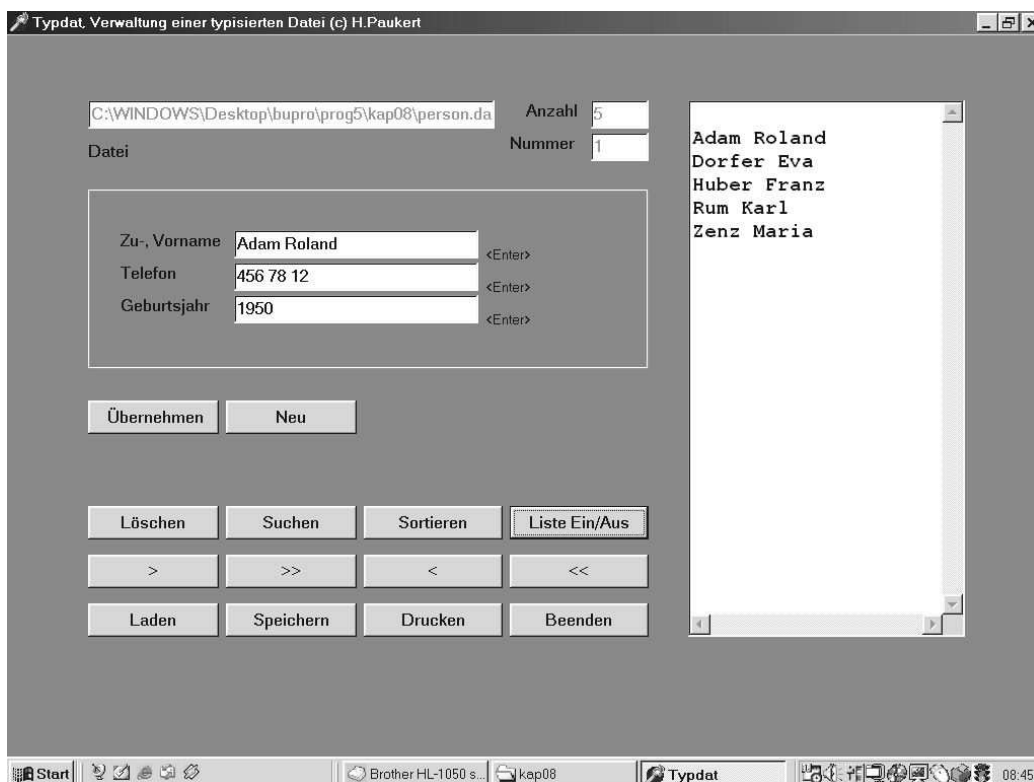 Typdat, Verwaltung einer typisierten Datei (c) H.Paukert
C:\WINDOWS\Desktop\bupro\prog5\kap08\person.da
Anzahl 5
Datei
Nummer 1
Zu-, Vorname Adam Roland <Enter>
Telefon 456 78 12 <Enter>
Geburtsjahr 1950 <Enter>
Übernehmen Neu
Löschen Suchen Sortieren Liste Ein/Aus
> >> < <<
Laden Speichern Drucken Beenden
Adam Roland
Dorfer Eva
Huber Franz
Rum Karl
Zenz Maria
Start Brother HL-1050 s... kap08 Typdat 08:45